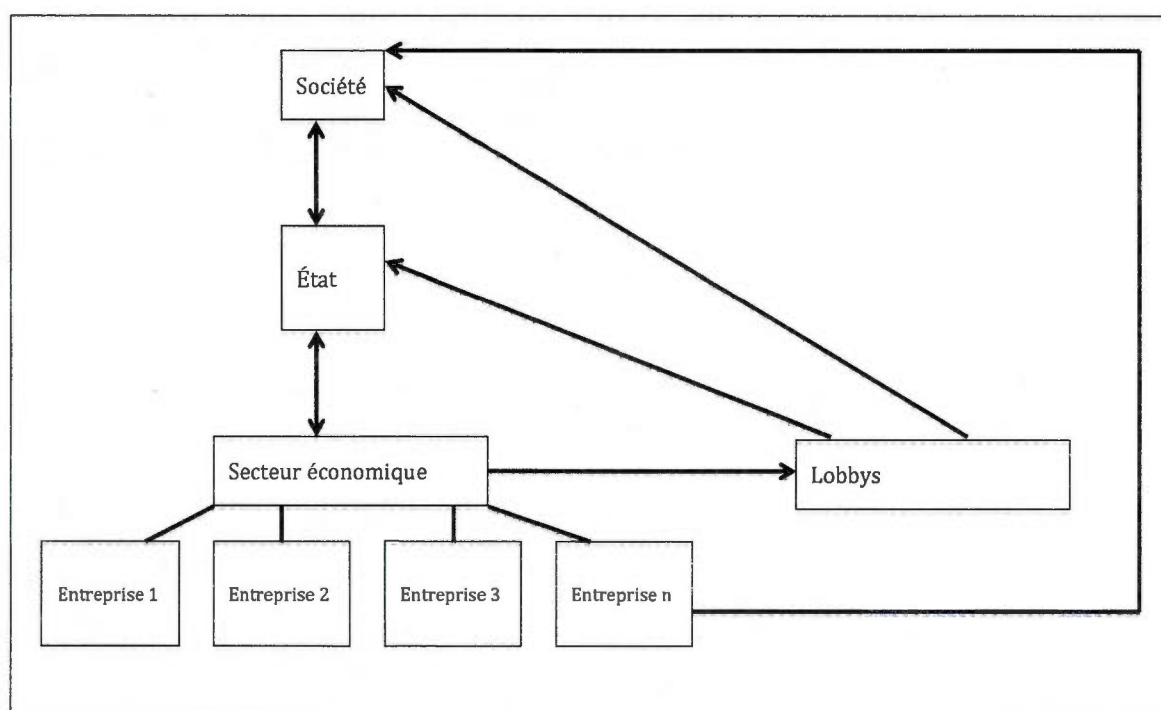 Société
État
Secteur économique
Lobbys
Entreprise 1
Entreprise 2
Entreprise 3
Entreprise n